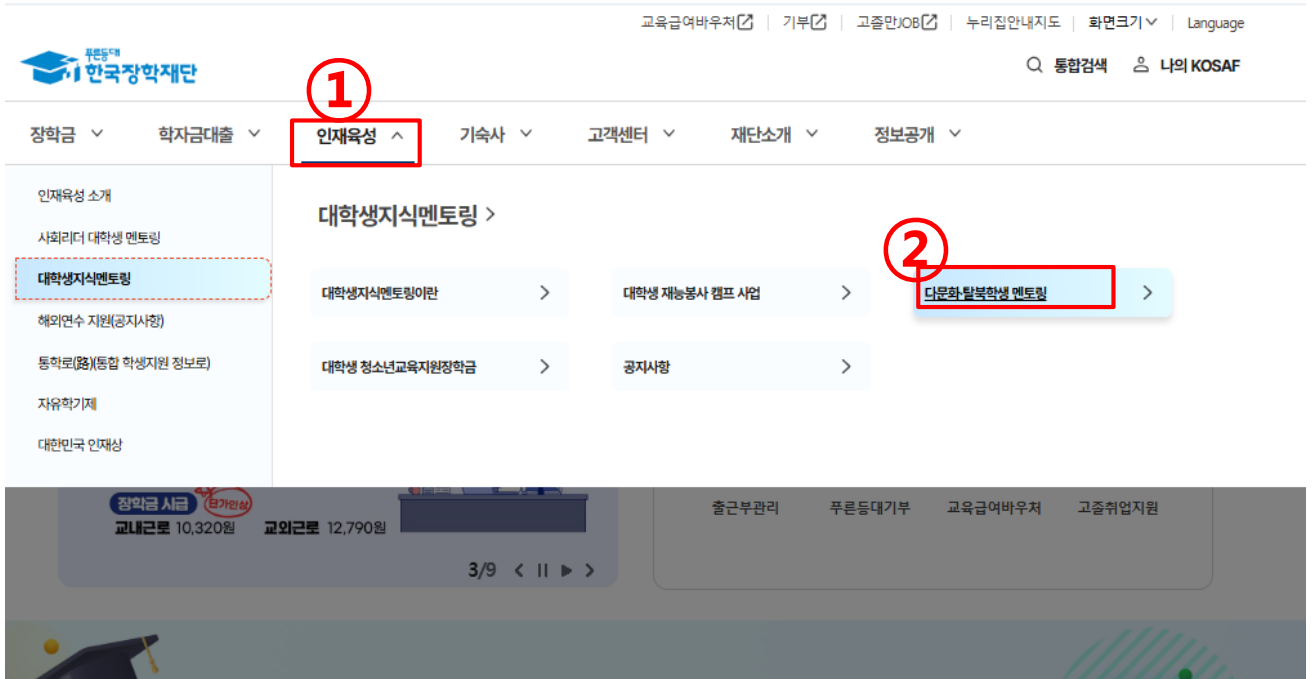 교육급여바우처 | 기부 | 고졸만JOB | 누리집안내지도 | 화면크기 | Language
푸른등대
한국장학재단
통합검색 나의 KOSAF
①
장학금 학자금대출 인재육성 기숙사 고객센터 재단소개 정보공개
인재육성 소개
사회리더 대학생 멘토링
대학생지식멘토링
해외연수 지원(공지사항)
통학로(路)(통합 학생지원 정보로)
자유학기제
대한민국 인재상
대학생지식멘토링 >
②
대학생지식멘토링이란 > 대학생 재능봉사 캠프 사업 > 다문화·탈북학생 멘토링 >
대학생 청소년교육지원장학금 > 공지사항 >
장학금 시급 단가인상
교내근로 10,320원 교외근로 12,790원
3/9
출근부관리 푸른등대기부 교육급여바우처 고졸취업지원